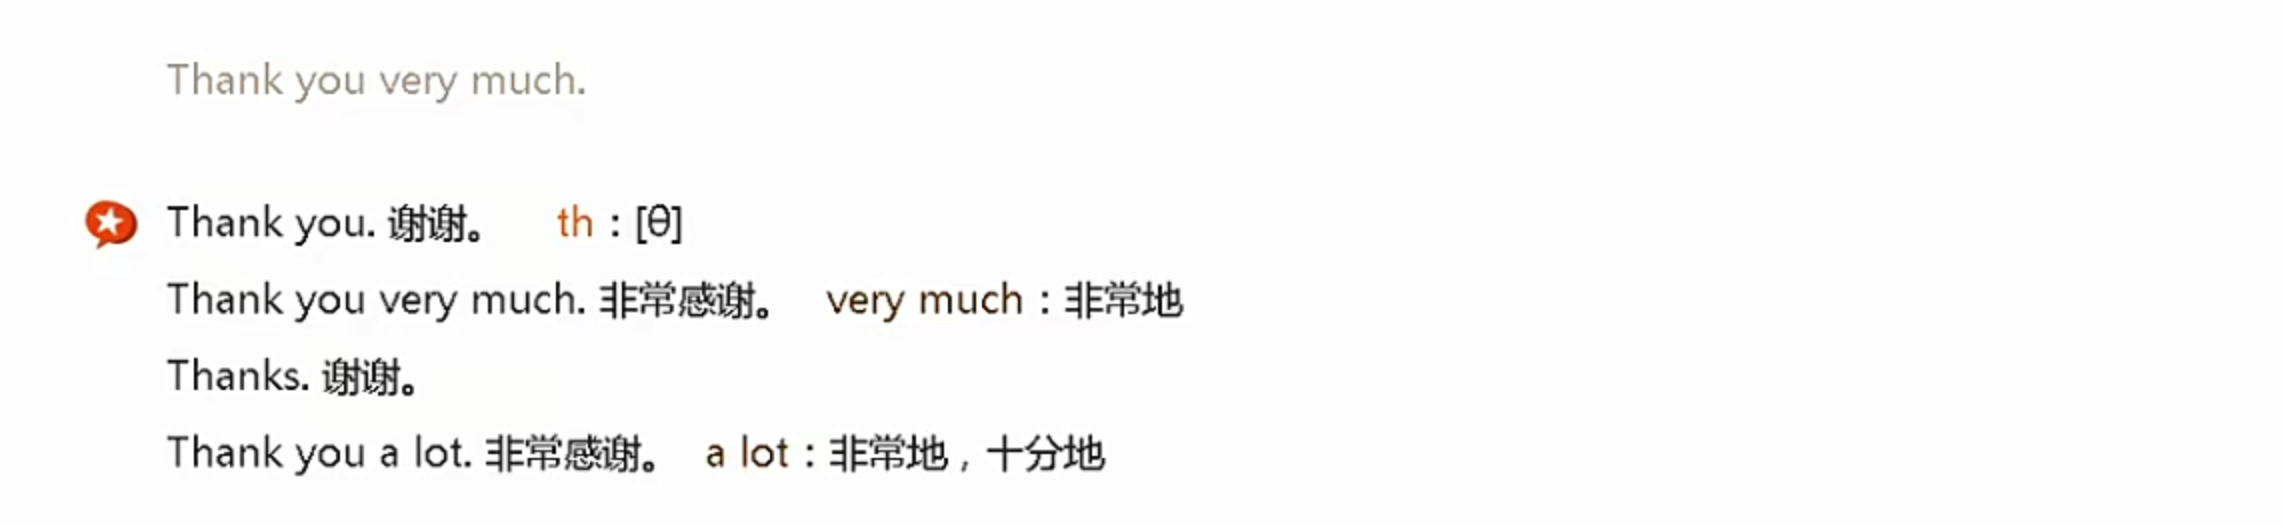 Thank you very much.
Thank you. 谢谢。 th : [θ]
Thank you very much. 非常感谢。 very much : 非常地
Thanks. 谢谢。
Thank you a lot. 非常感谢。 a lot : 非常地，十分地